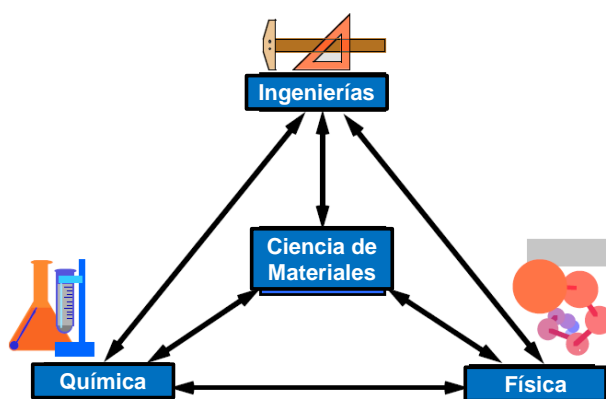 Ingenierías
Ciencia de
Materiales
Química
Física